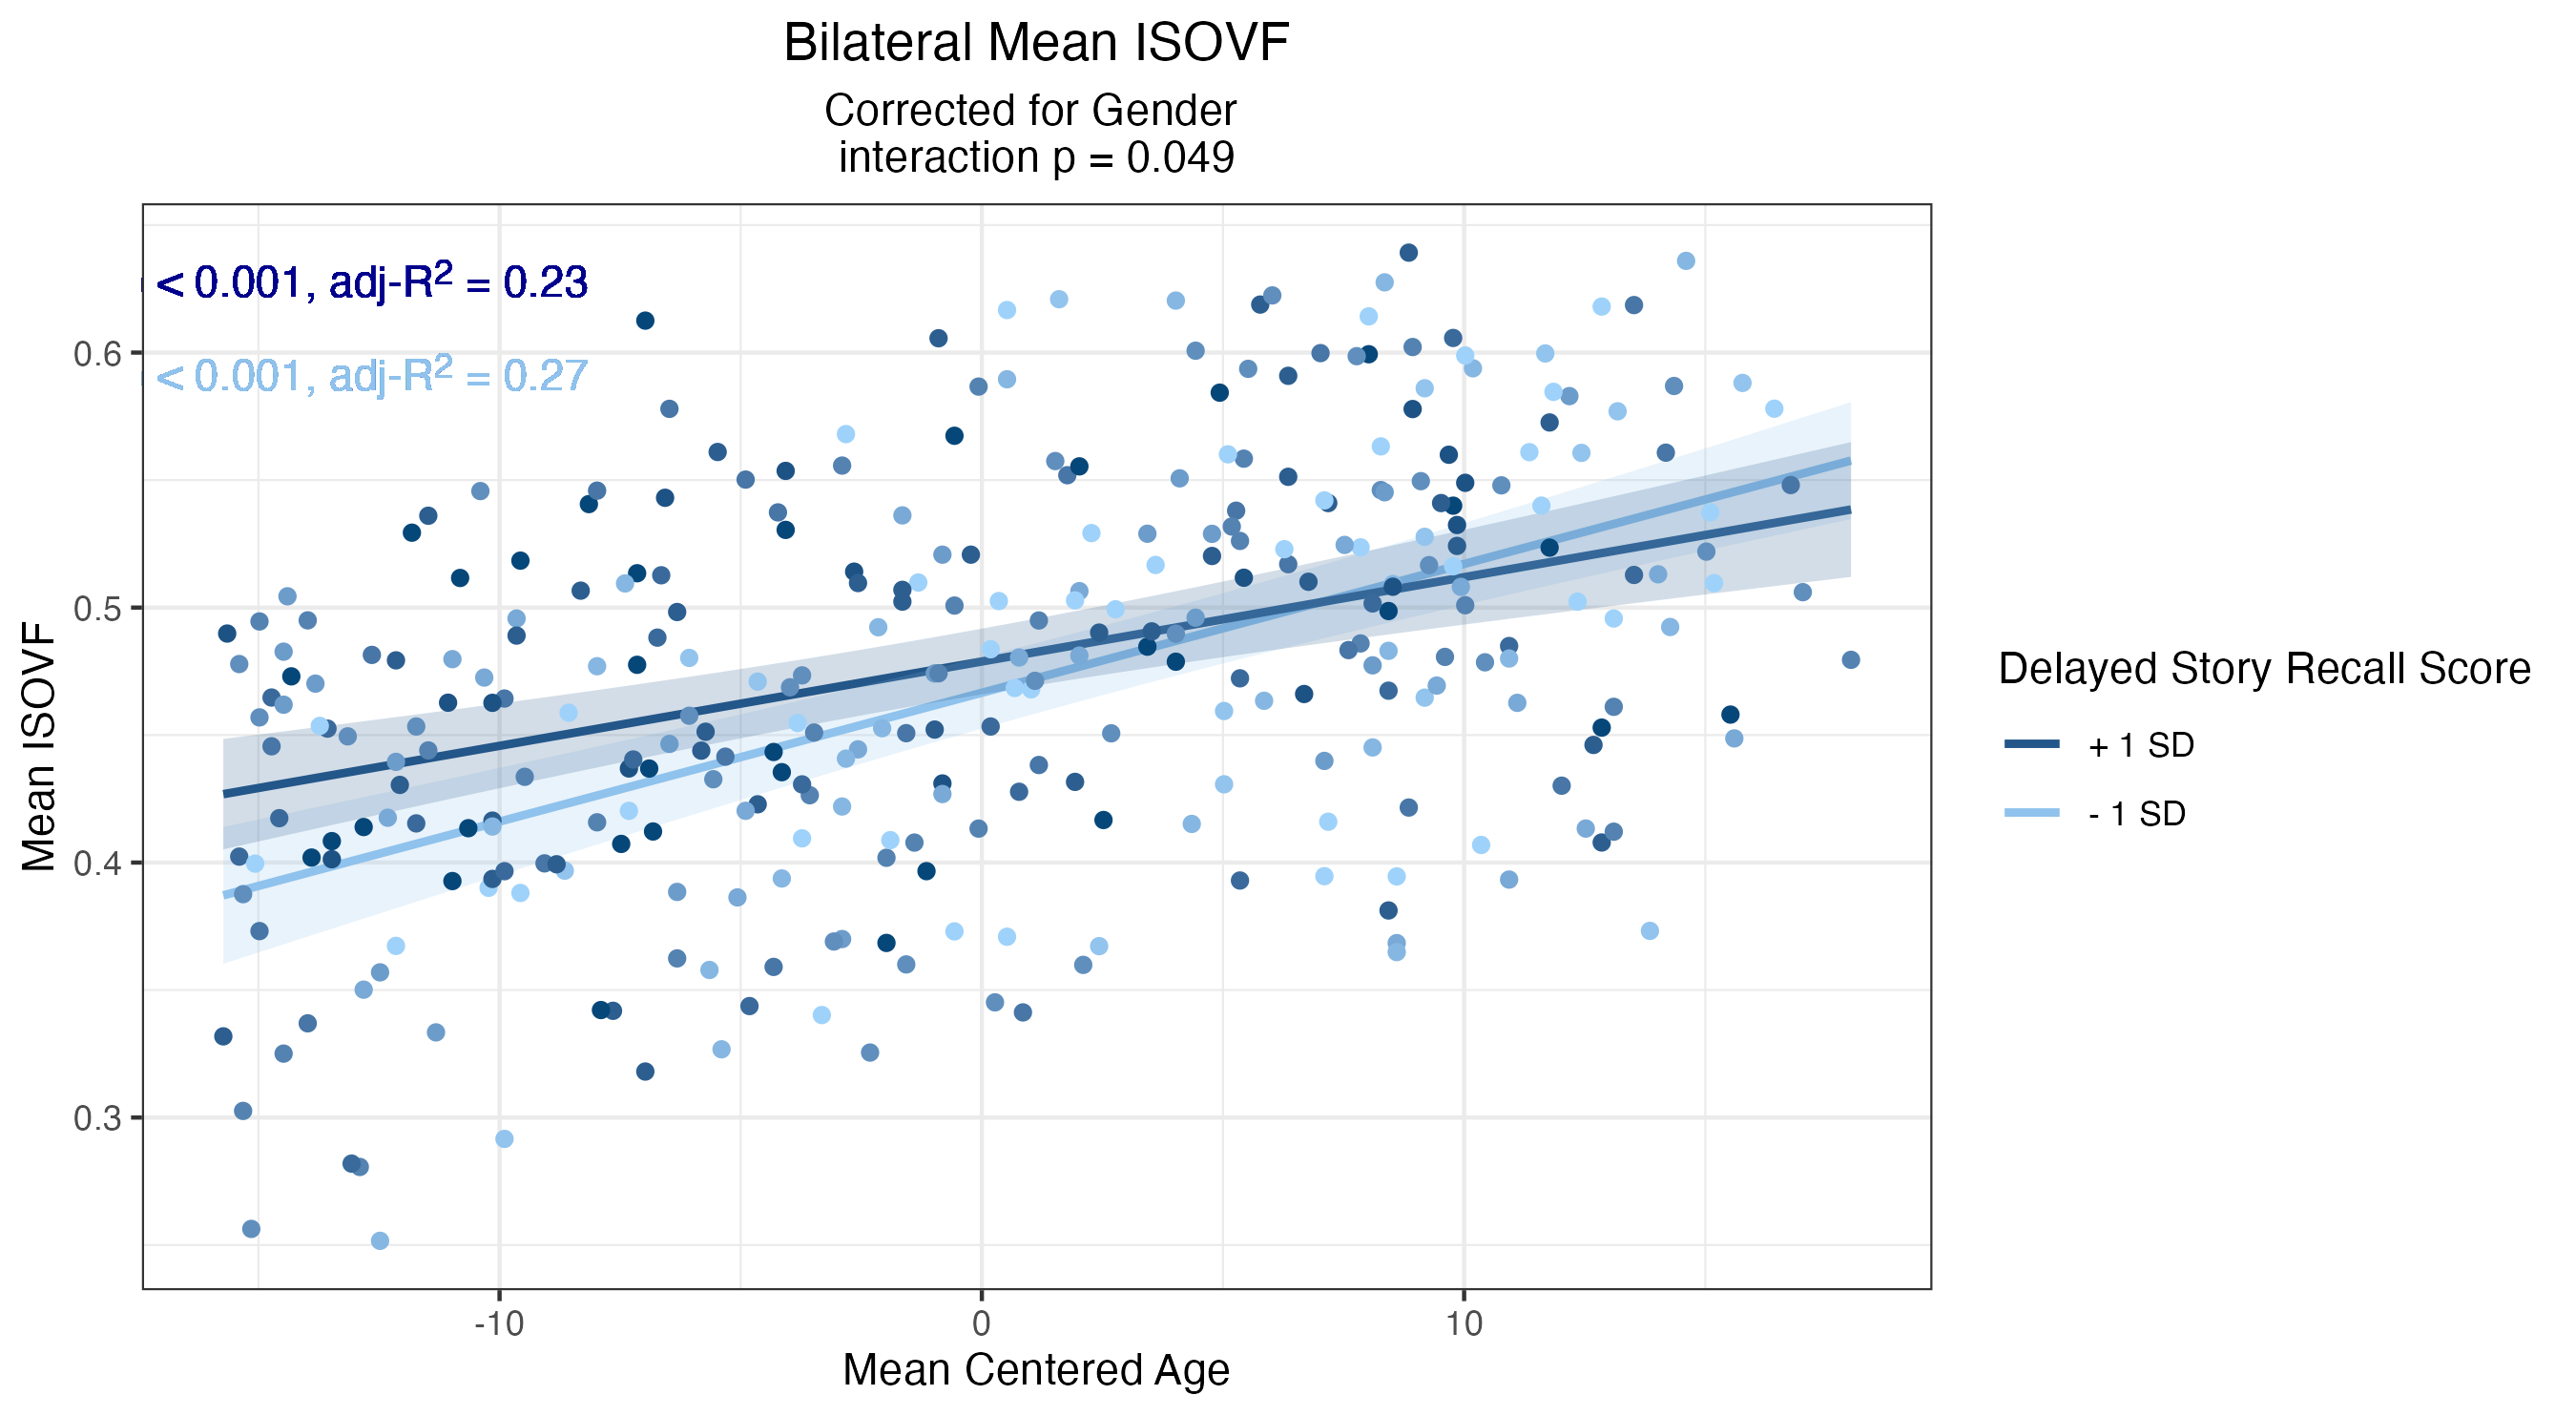 Bilateral Mean ISOVF
Corrected for Gender
interaction p = 0.049
< 0.001, adj-R² = 0.23
< 0.001, adj-R² = 0.27
0.6
0.5
0.4
0.3
Mean ISOVF
-10 0 10
Mean Centered Age
Delayed Story Recall Score
+ 1 SD
- 1 SD